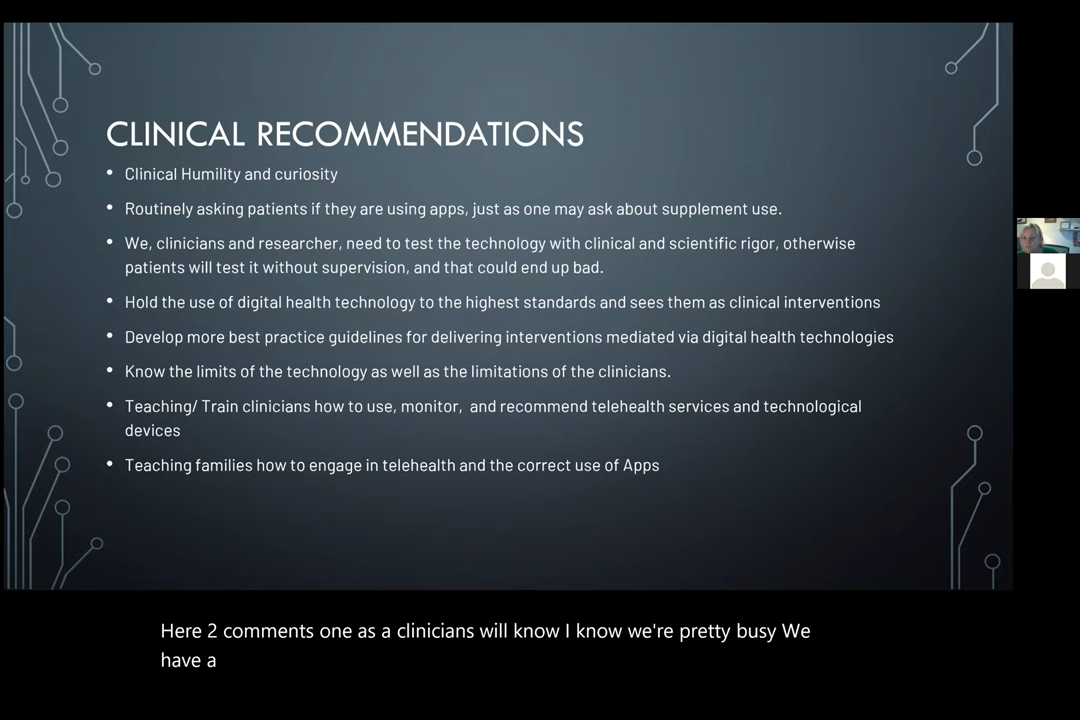 CLINICAL RECOMMENDATIONS
• Clinical Humility and curiosity
• Routinely asking patients if they are using apps, just as one may ask about supplement use.
• We, clinicians and researcher, need to test the technology with clinical and scientific rigor, otherwise
patients will test it without supervision, and that could end up bad.
• Hold the use of digital health technology to the highest standards and sees them as clinical interventions
• Develop more best practice guidelines for delivering interventions mediated via digital health technologies
• Know the limits of the technology as well as the limitations of the clinicians.
• Teaching/ Train clinicians how to use, monitor, and recommend telehealth services and technological
devices
• Teaching families how to engage in telehealth and the correct use of Apps
Here 2 comments one as a clinicians will know I know we're pretty busy We
have a